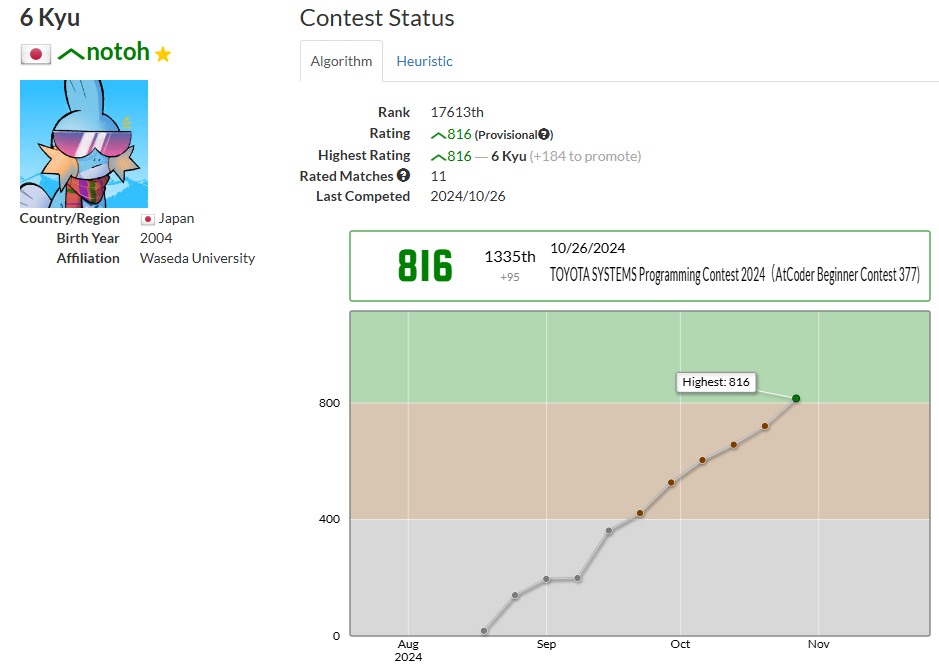 6 Kyu
notoh
Country/Region Japan
Birth Year 2004
Affiliation Waseda University
Contest Status
Algorithm Heuristic
Rank 17613th
Rating 816 (Provisional?)
Highest Rating 816 ― 6 Kyu (+184 to promote)
Rated Matches ? 11
Last Competed 2024/10/26
816
1335th
+95
10/26/2024
TOYOTA SYSTEMS Programming Contest 2024（AtCoder Beginner Contest 377)
Highest: 816
800
400
0
Aug Sep Oct Nov
2024